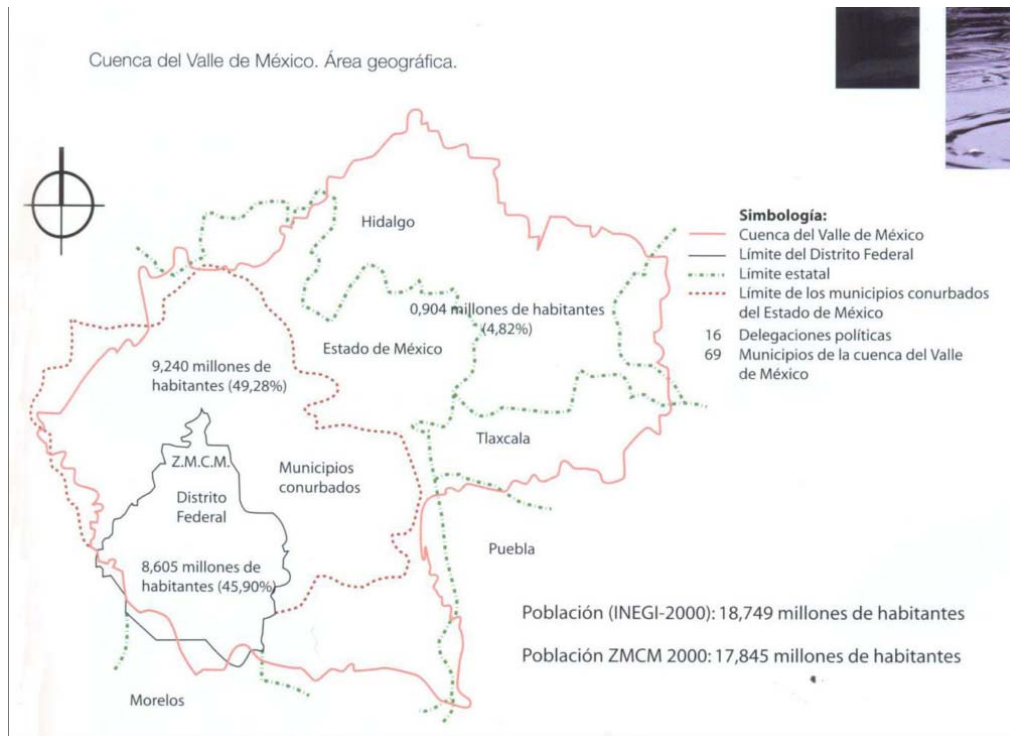 Cuenca del Valle de México. Área geográfica.
Hidalgo
Simbología:
Cuenca del Valle de México
Límite del Distrito Federal
Límite estatal
Límite de los municipios conurbados
del Estado de México
16 Delegaciones políticas
69 Municipios de la cuenca del Valle
de México
0,904 millones de habitantes
(4,82%)
Estado de México
9,240 millones de
habitantes (49,28%)
Tlaxcala
Z.M.C.M.
Municipios
conurbados
Distrito
Federal
Puebla
8,605 millones de
habitantes (45,90%)
Población (INEGI-2000): 18,749 millones de habitantes
Población ZMCM 2000: 17,845 millones de habitantes
Morelos